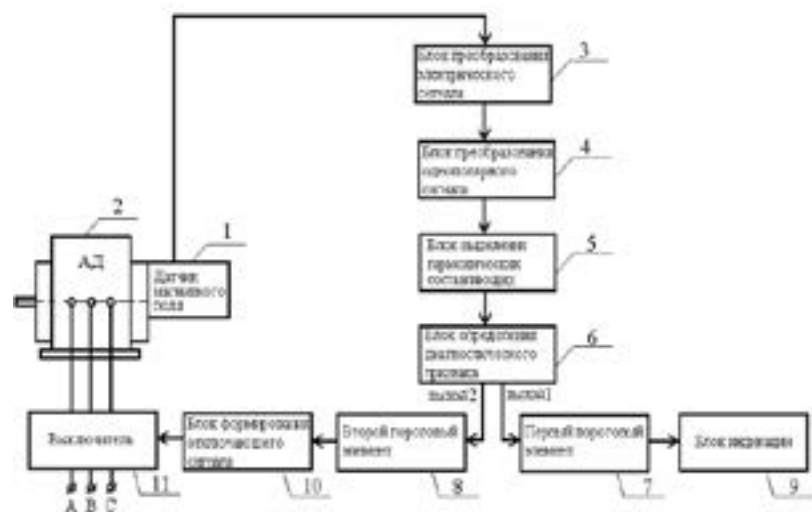 3
Блок преобразования
электрического
сигнала
4
Блок преобразования
однополярного
сигнала
2
1
АД
Датчик
магнитного
поля
5
Блок выделения
гармонических
составляющих
6
Блок определения
диагностического
признака
выход2
выход1
Выключатель
Блок формирования
отключающего
сигнала
Второй пороговый
элемент
Первый пороговый
элемент
Блок индикации
11
10
8
7
9
А В С